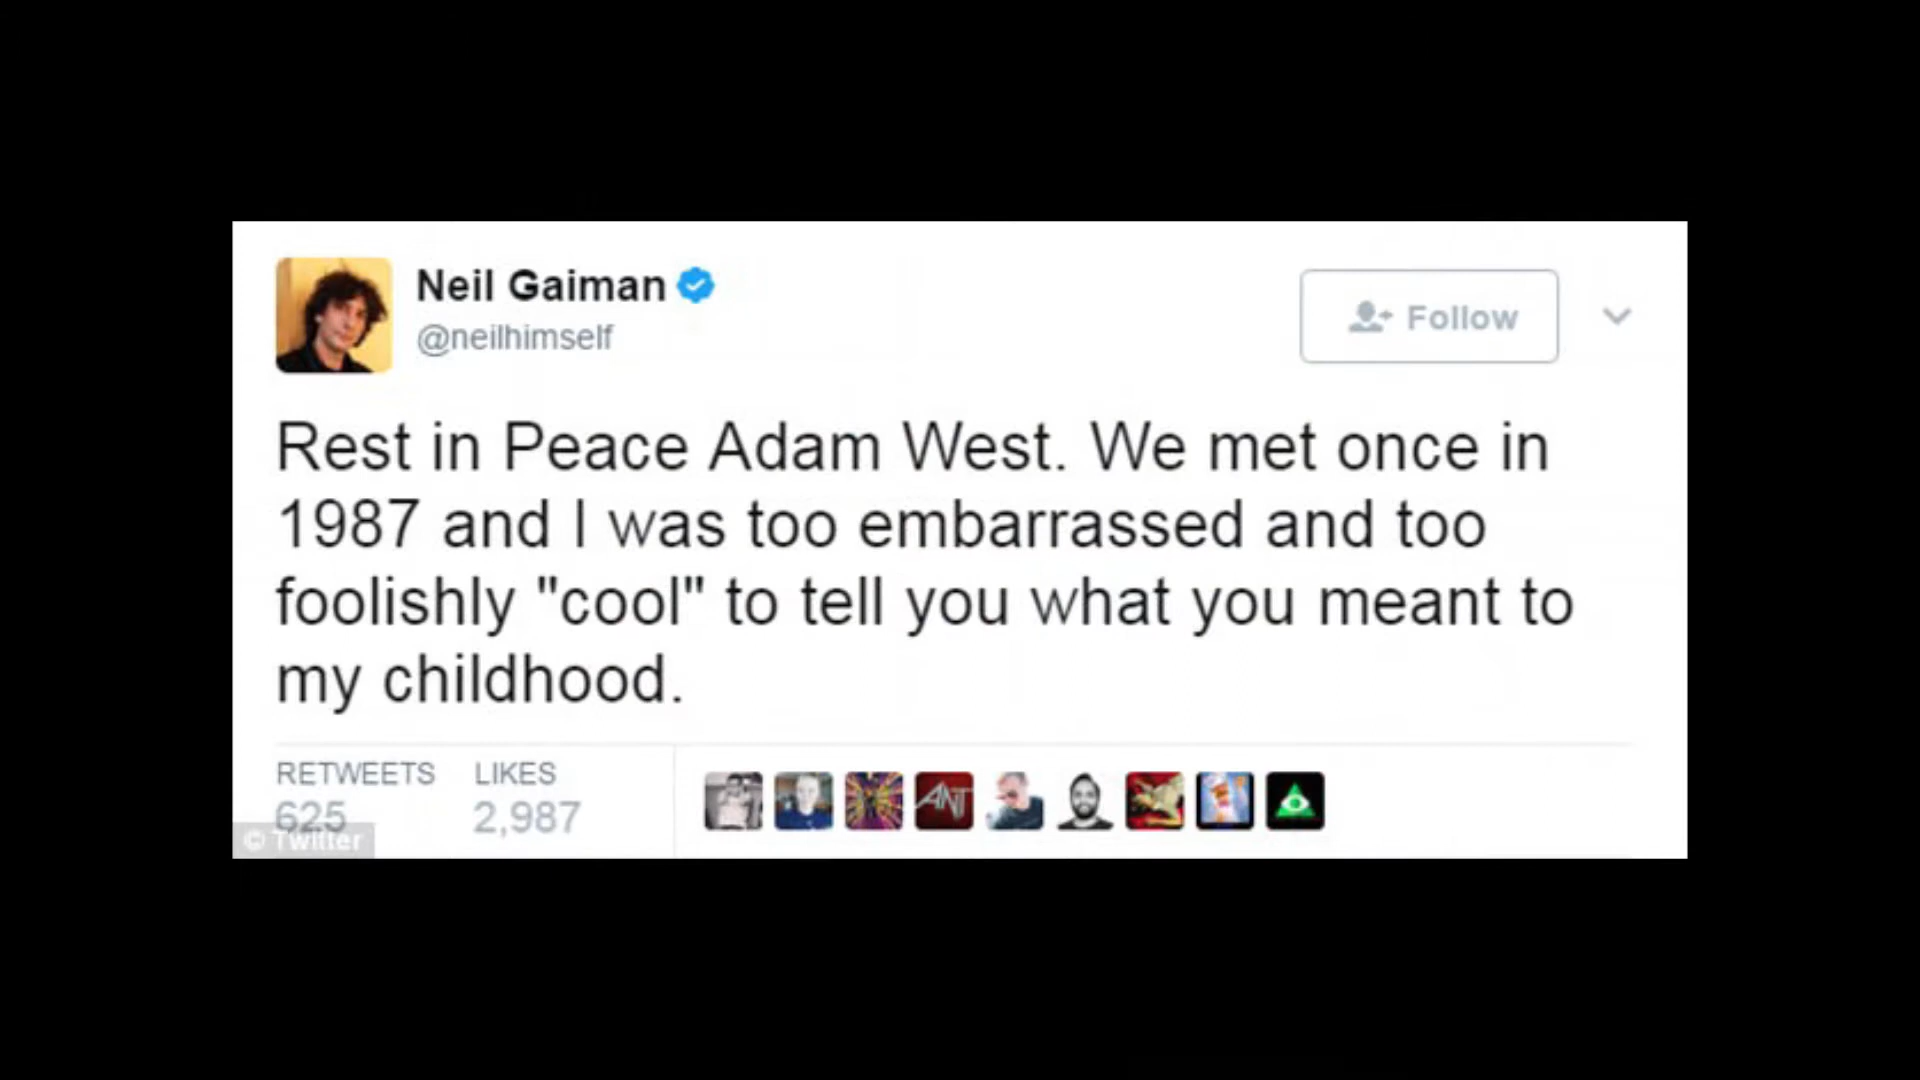 Neil Gaiman
@neilhimself
Follow
Rest in Peace Adam West. We met once in
1987 and I was too embarrassed and too
foolishly "cool" to tell you what you meant to
my childhood.
RETWEETS LIKES
625 2,987
ANT
© Twitter